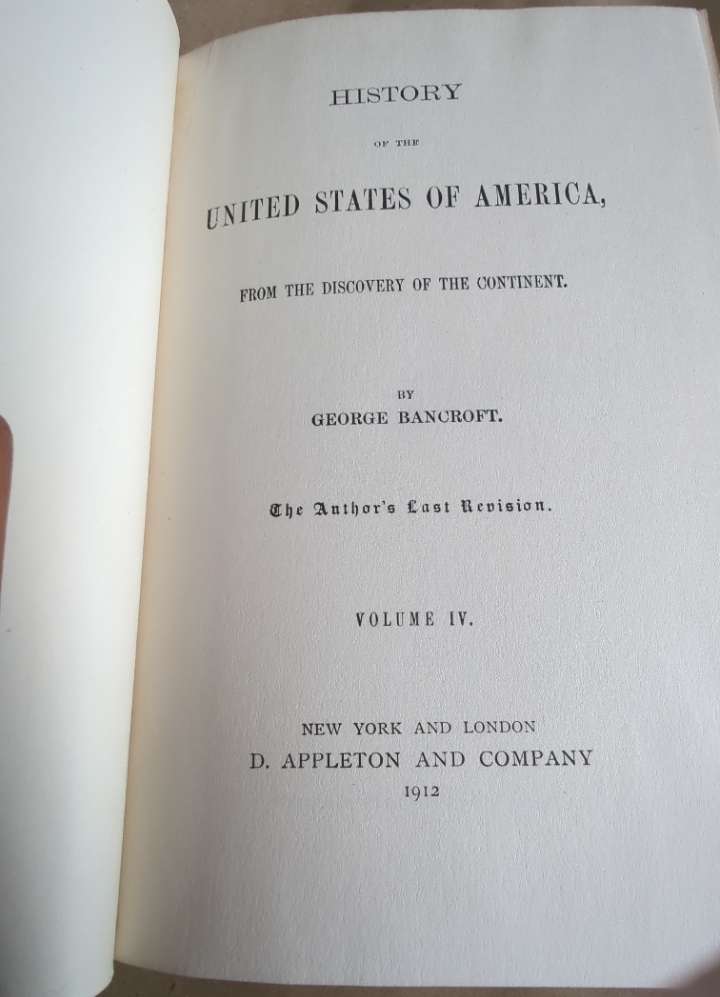 HISTORY
OF THE
UNITED STATES OF AMERICA,
FROM THE DISCOVERY OF THE CONTINENT.
BY
GEORGE BANCROFT.
The Author's Last Revision.
VOLUME IV.
NEW YORK AND LONDON
D. APPLETON AND COMPANY
1912